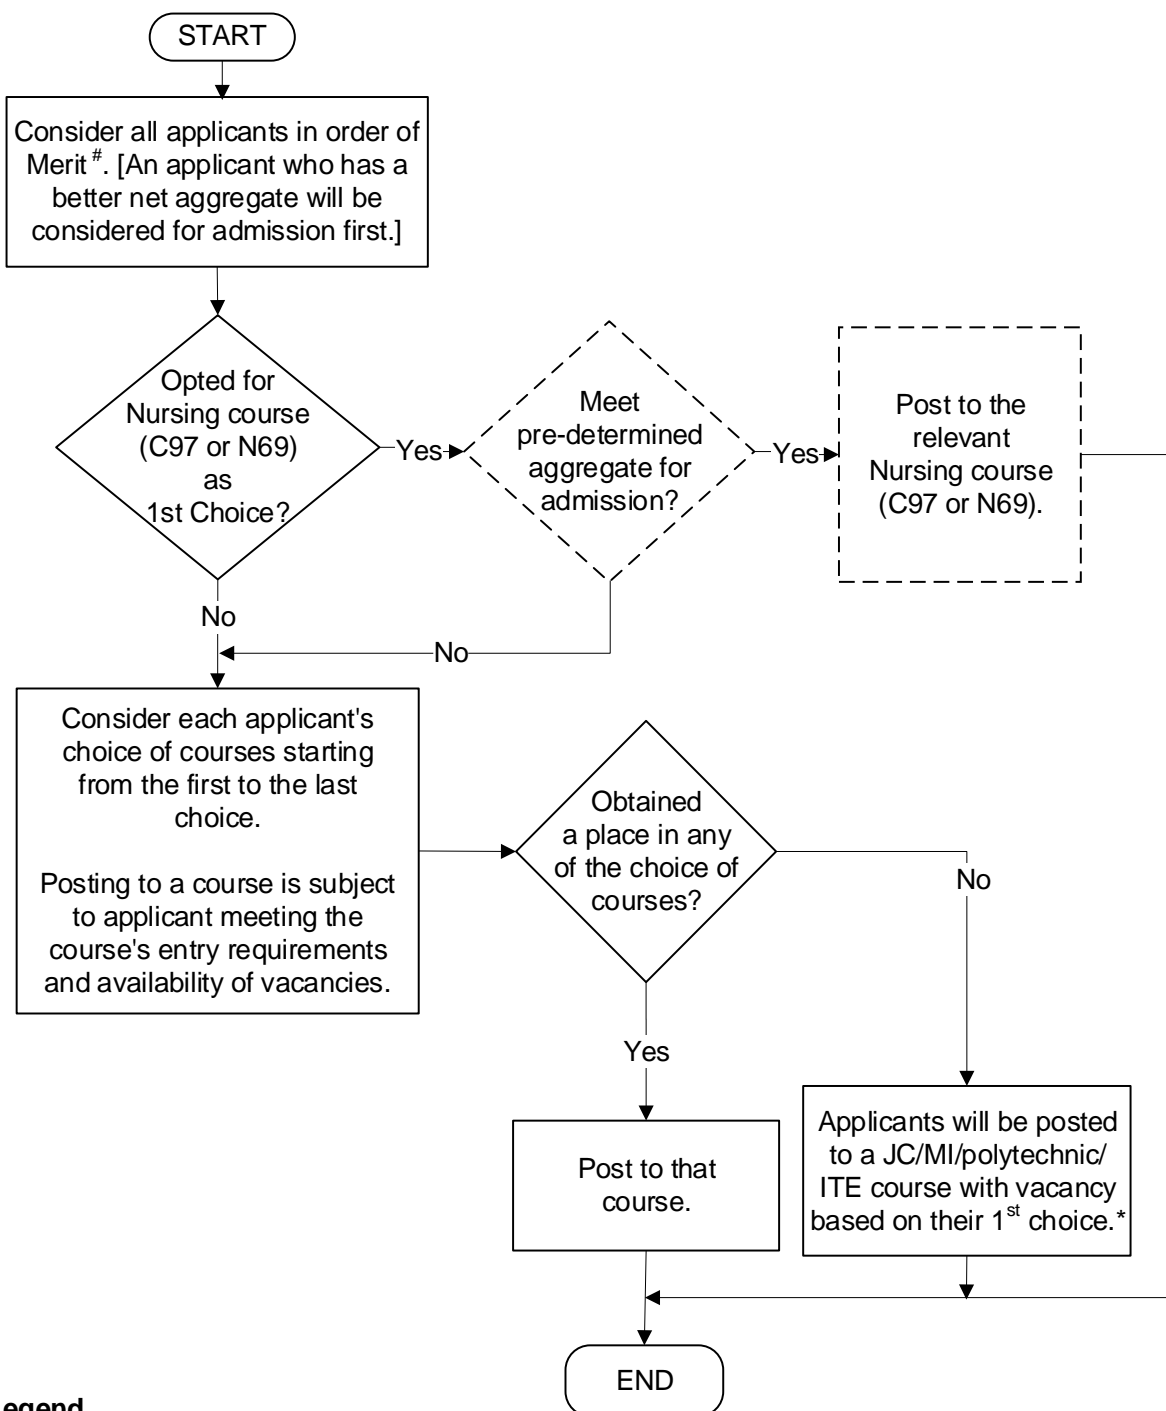 START
Consider all applicants in order of
Merit #. [An applicant who has a
better net aggregate will be
considered for admission first.]
Opted for
Nursing course
(C97 or N69)
as
1st Choice?
Yes
Meet
pre-determined
aggregate for
admission?
Yes
Post to the
relevant
Nursing course
(C97 or N69).
No
No
Consider each applicant's
choice of courses starting
from the first to the last
choice.
Posting to a course is subject
to applicant meeting the
course's entry requirements
and availability of vacancies.
Obtained
a place in any
of the choice of
courses?
No
Yes
Post to that
course.
Applicants will be posted
to a JC/MI/polytechnic/
ITE course with vacancy
based on their 1st choice.*
END